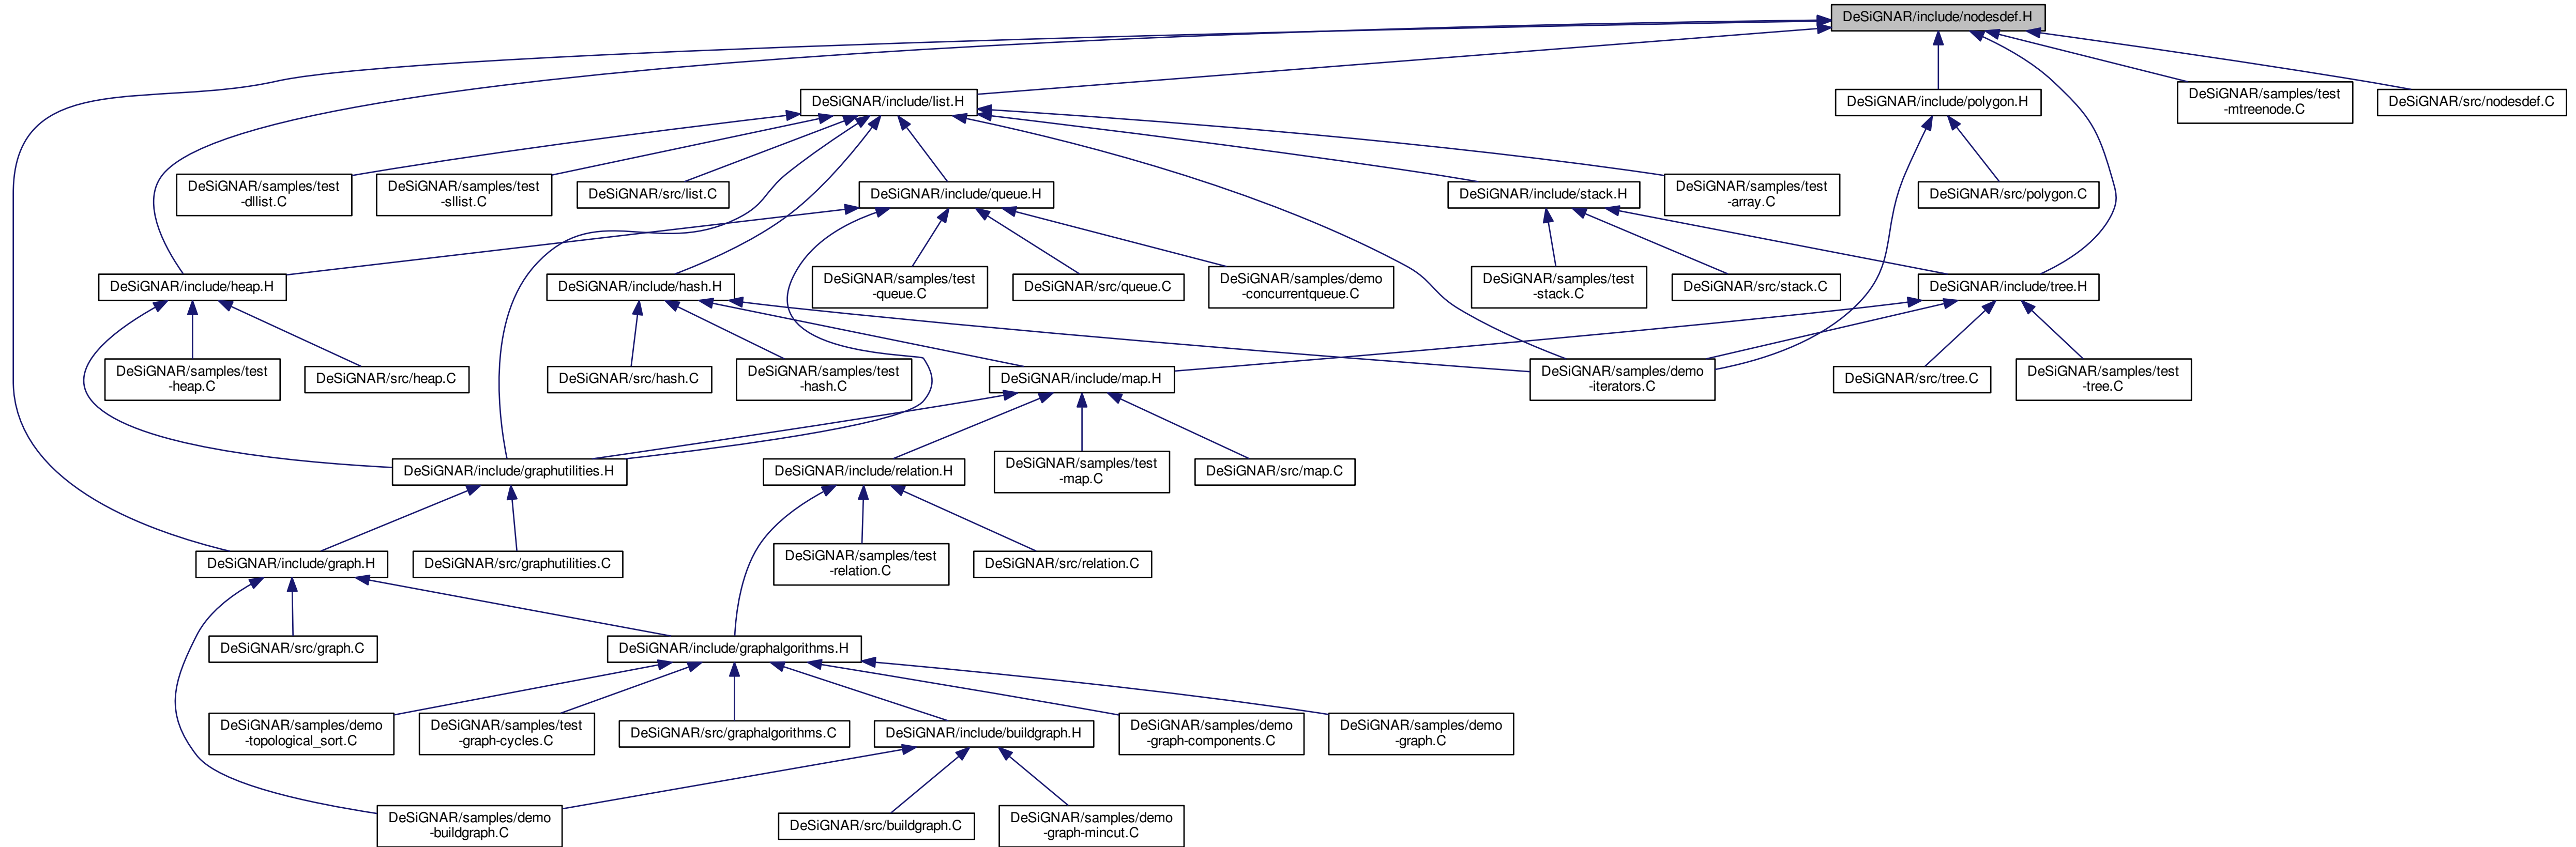 DeSiGNAR/include/nodesdef.H
DeSiGNAR/include/list.H
DeSiGNAR/include/polygon.H
DeSiGNAR/samples/test
-mtreenode.C
DeSiGNAR/src/nodesdef.C
DeSiGNAR/samples/test
-dllist.C
DeSiGNAR/samples/test
-sllist.C
DeSiGNAR/src/list.C
DeSiGNAR/include/queue.H
DeSiGNAR/include/stack.H
DeSiGNAR/samples/test
-array.C
DeSiGNAR/src/polygon.C
DeSiGNAR/include/heap.H
DeSiGNAR/include/hash.H
DeSiGNAR/samples/test
-queue.C
DeSiGNAR/src/queue.C
DeSiGNAR/samples/demo
-concurrentqueue.C
DeSiGNAR/samples/test
-stack.C
DeSiGNAR/src/stack.C
DeSiGNAR/include/tree.H
DeSiGNAR/samples/test
-heap.C
DeSiGNAR/src/heap.C
DeSiGNAR/src/hash.C
DeSiGNAR/samples/test
-hash.C
DeSiGNAR/include/map.H
DeSiGNAR/samples/demo
-iterators.C
DeSiGNAR/src/tree.C
DeSiGNAR/samples/test
-tree.C
DeSiGNAR/include/graphutilities.H
DeSiGNAR/include/relation.H
DeSiGNAR/samples/test
-map.C
DeSiGNAR/src/map.C
DeSiGNAR/include/graph.H
DeSiGNAR/src/graphutilities.C
DeSiGNAR/samples/test
-relation.C
DeSiGNAR/src/relation.C
DeSiGNAR/src/graph.C
DeSiGNAR/include/graphalgorithms.H
DeSiGNAR/samples/demo
-topological_sort.C
DeSiGNAR/samples/test
-graph-cycles.C
DeSiGNAR/src/graphalgorithms.C
DeSiGNAR/include/buildgraph.H
DeSiGNAR/samples/demo
-graph-components.C
DeSiGNAR/samples/demo
-graph.C
DeSiGNAR/samples/demo
-buildgraph.C
DeSiGNAR/src/buildgraph.C
DeSiGNAR/samples/demo
-graph-mincut.C